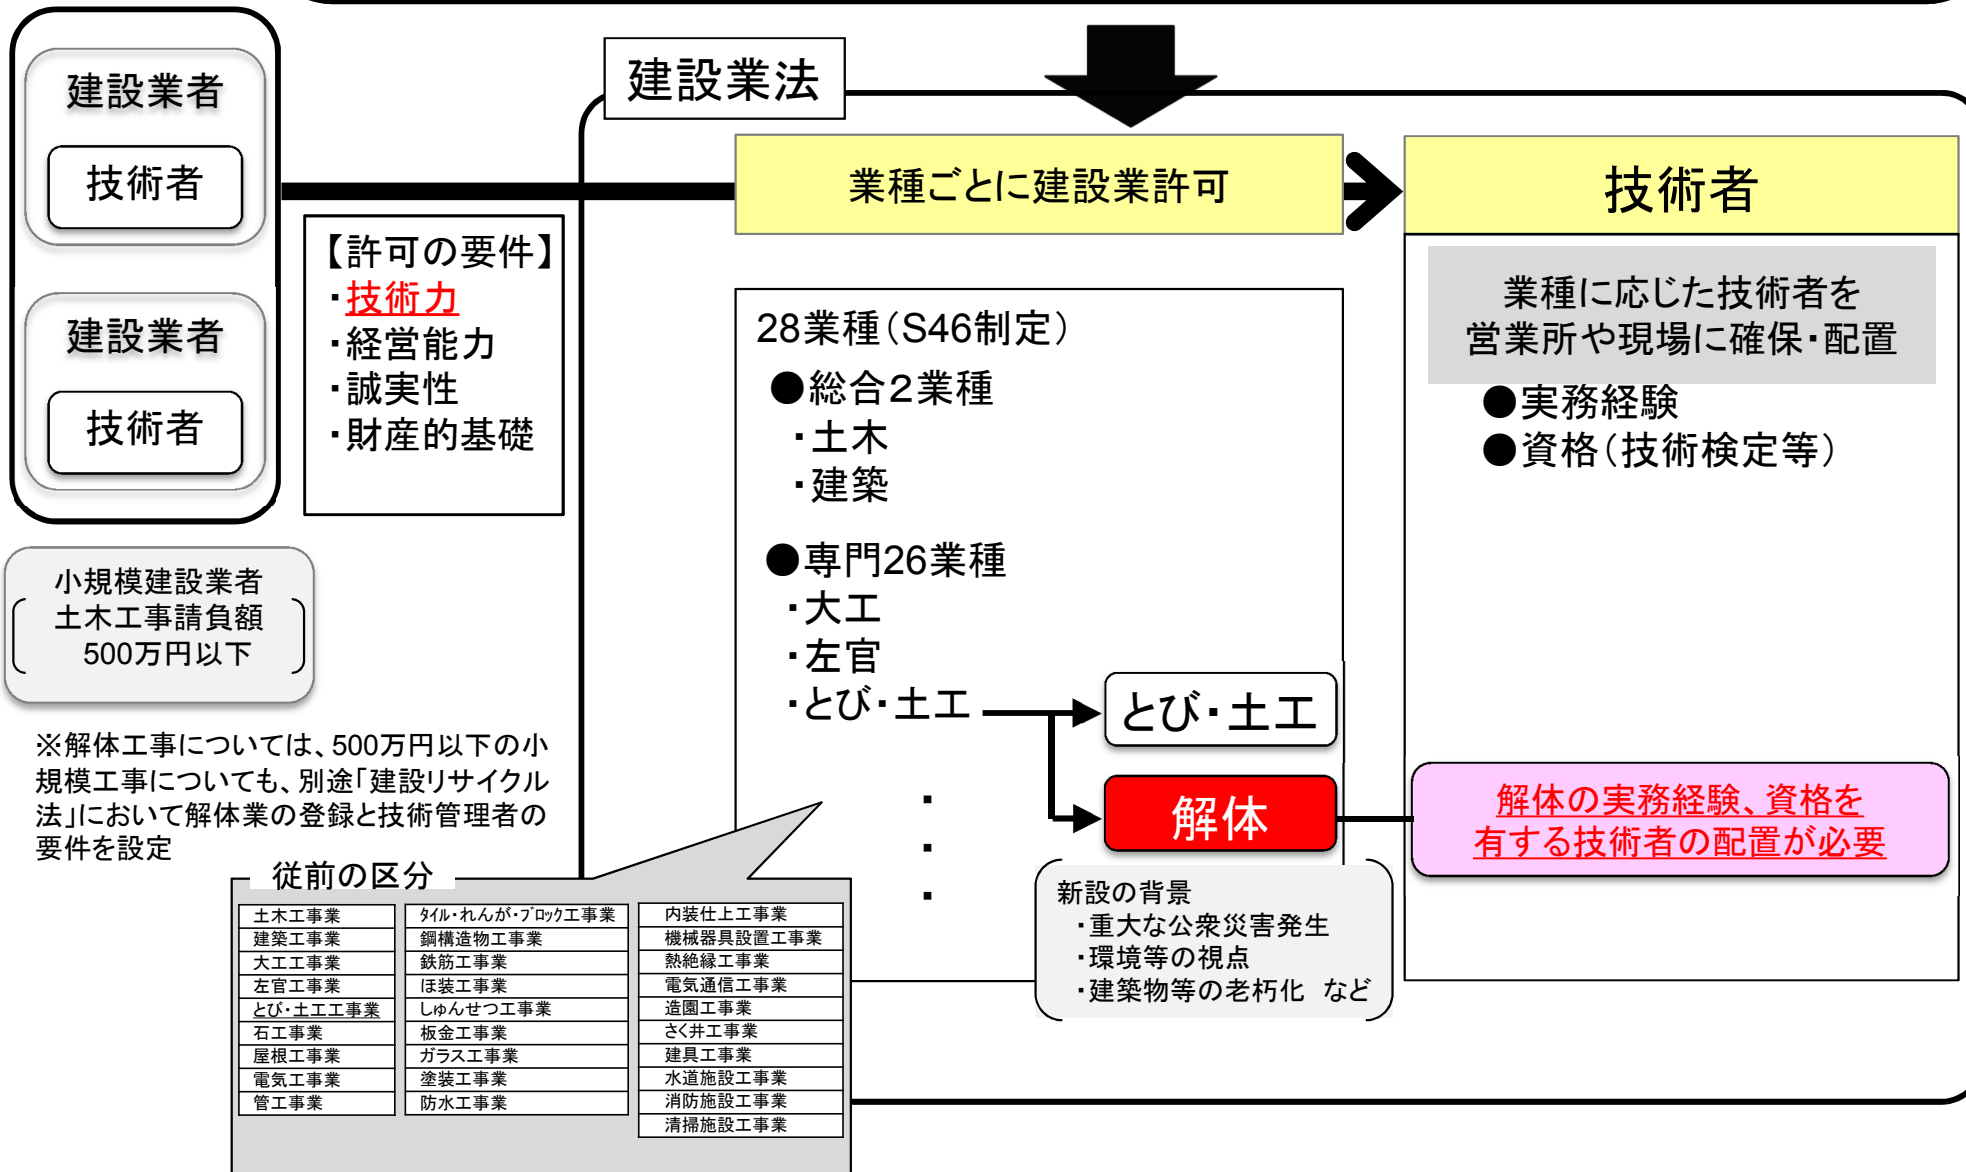 建設業者
技術者
建設業者
技術者
小規模建設業者
土木工事請負額
500万円以下
※解体工事については、500万円以下の小
規模工事についても、別途「建設リサイクル
法」において解体業の登録と技術管理者の
要件を設定
【許可の要件】
・技術力
・経営能力
・誠実性
・財産的基礎
建設業法
業種ごとに建設業許可
28業種（S46制定）
●総合２業種
・土木
・建築
●専門26業種
・大工
・左官
・とび・土工
・
・
・
とび・土工
解体
新設の背景
・重大な公衆災害発生
・環境等の視点
・建築物等の老朽化 など
技術者
業種に応じた技術者を
営業所や現場に確保・配置
●実務経験
●資格（技術検定等）
解体の実務経験、資格を
有する技術者の配置が必要
従前の区分
土木工事業
建築工事業
大工工事業
左官工事業
とび・土工工事業
石工事業
屋根工事業
電気工事業
管工事業
ﾀｲﾙ・れんが・ﾌﾞﾛｯｸ工事業
鋼構造物工事業
鉄筋工事業
ほ装工事業
しゅんせつ工事業
板金工事業
ガラス工事業
塗装工事業
防水工事業
内装仕上工事業
機械器具設置工事業
熱絶縁工事業
電気通信工事業
造園工事業
さく井工事業
建具工事業
水道施設工事業
消防施設工事業
清掃施設工事業